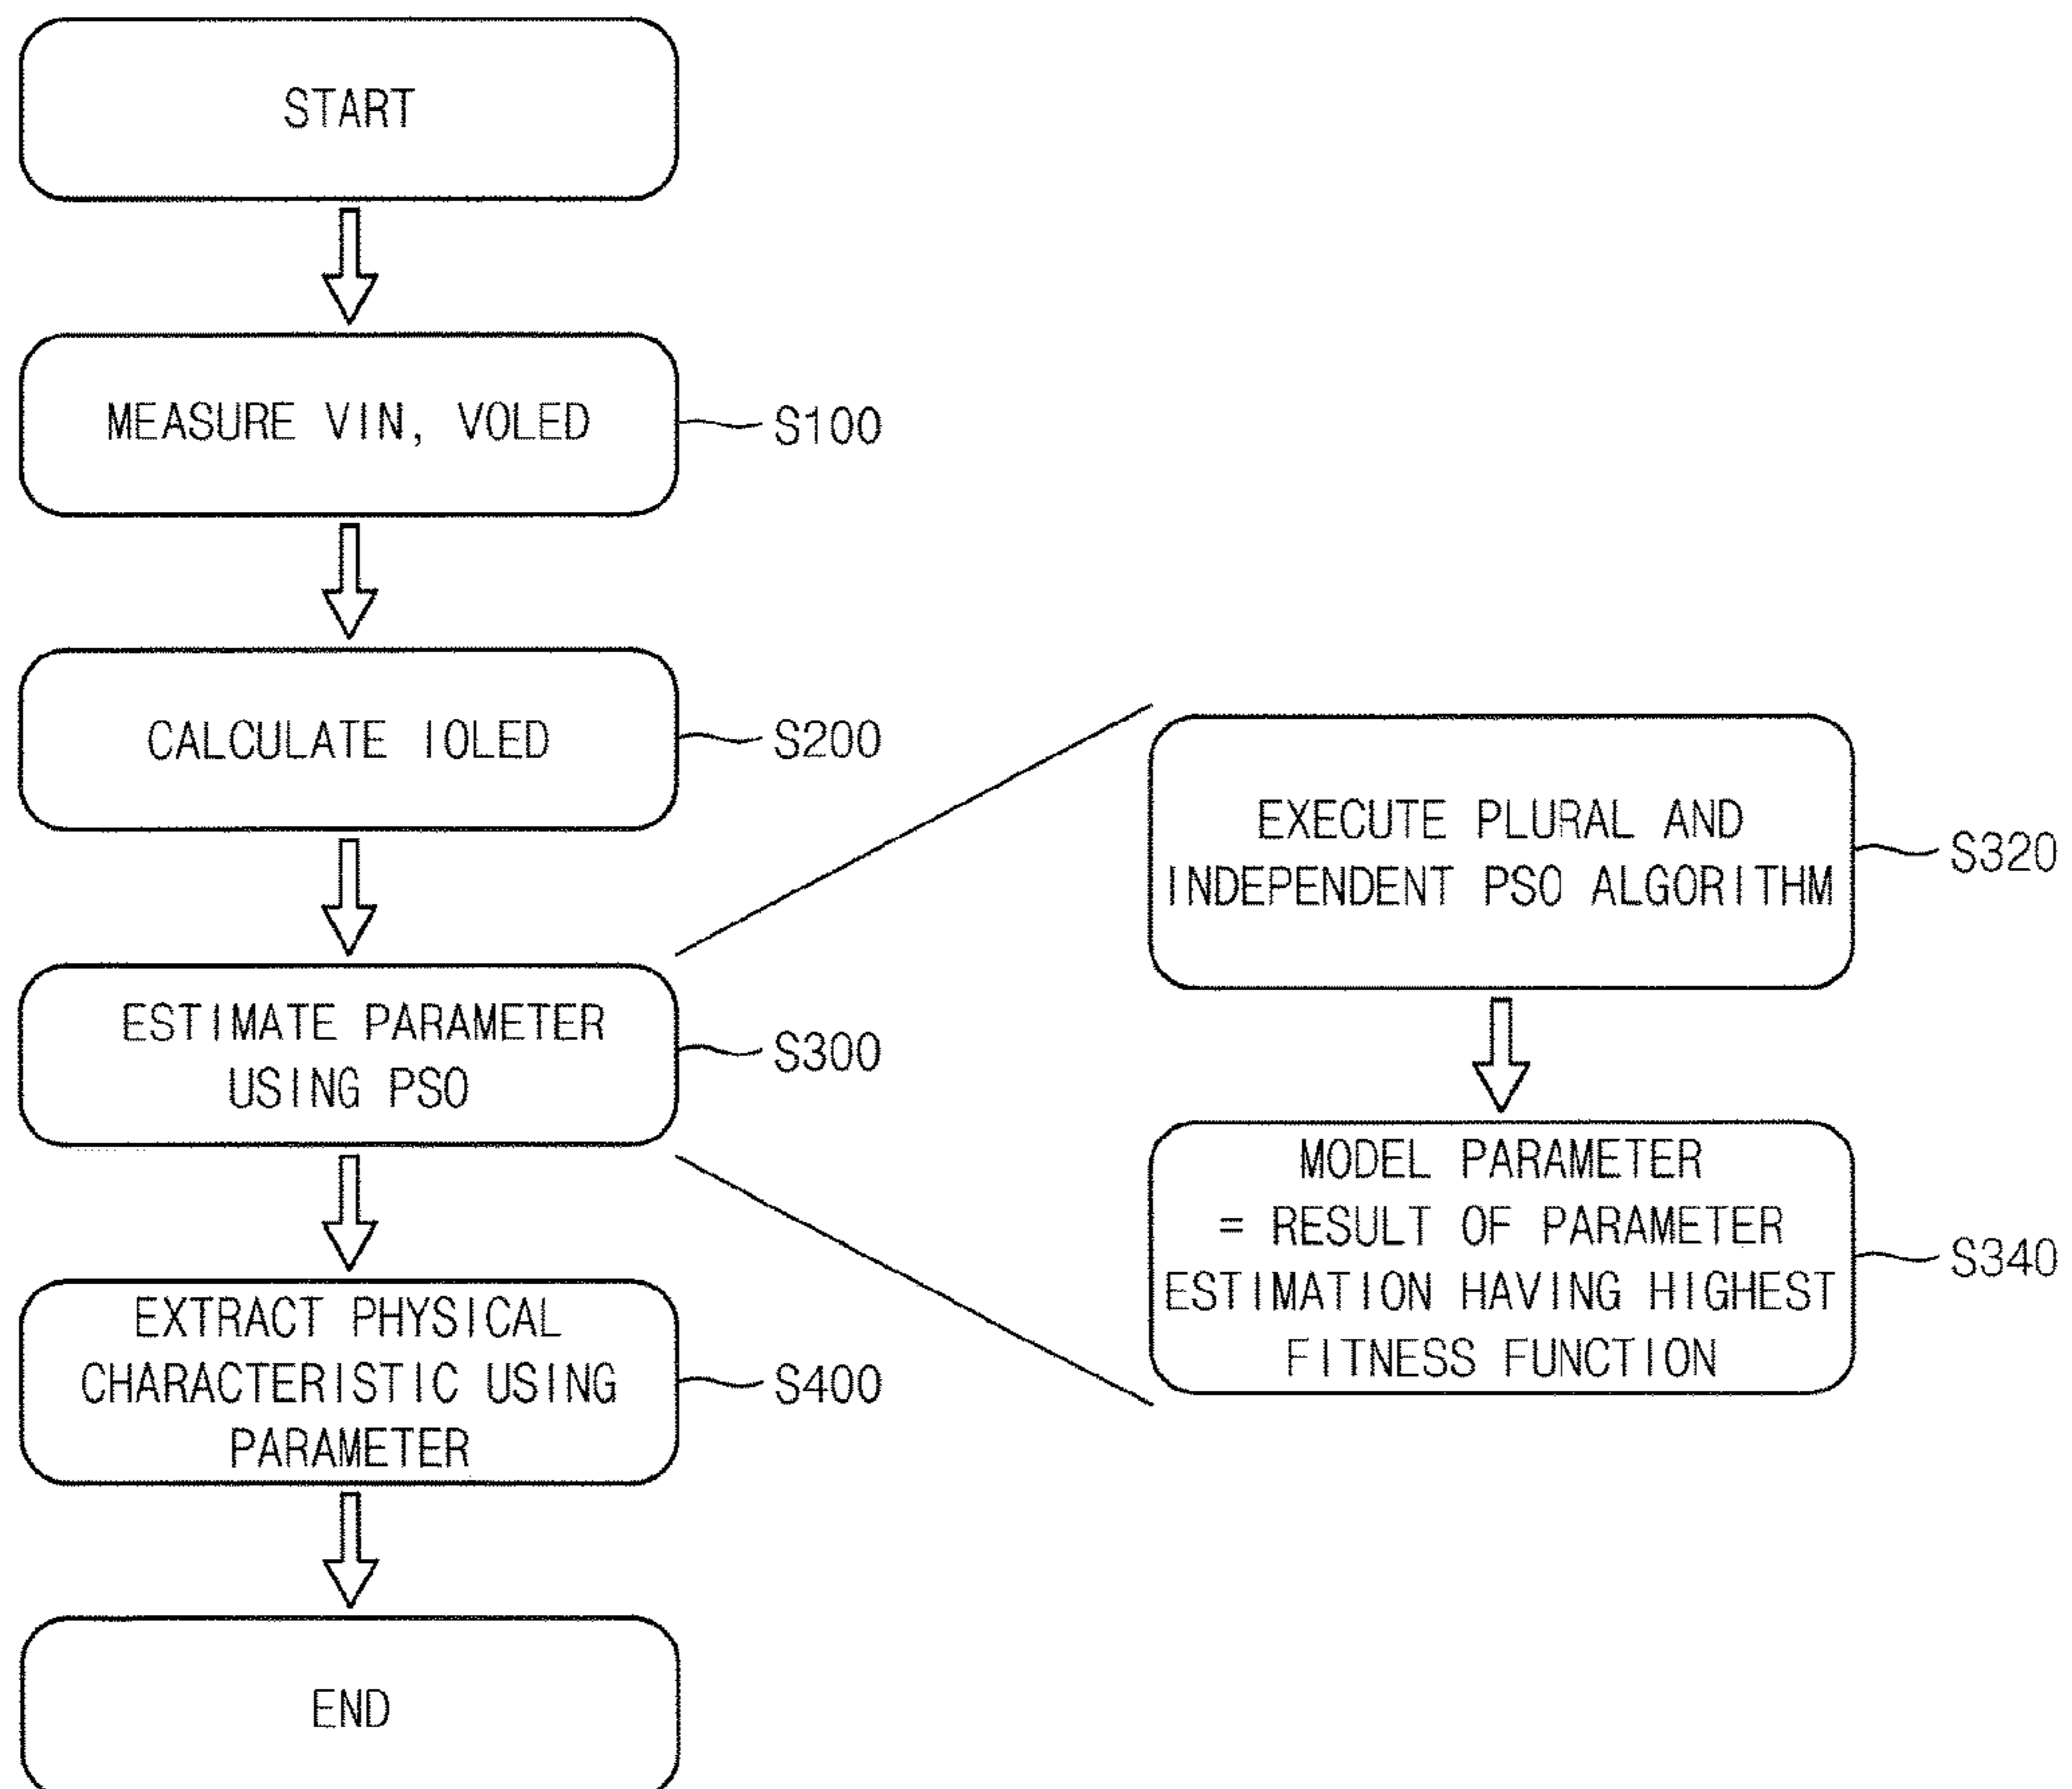 START
MEASURE VIN, VOLED
S100
CALCULATE IOLED
S200
ESTIMATE PARAMETER
USING PSO
S300
EXTRACT PHYSICAL
CHARACTERISTIC USING
PARAMETER
S400
END
EXECUTE PLURAL AND
INDEPENDENT PSO ALGORITHM
S320
MODEL PARAMETER
= RESULT OF PARAMETER
ESTIMATION HAVING HIGHEST
FITNESS FUNCTION
S340